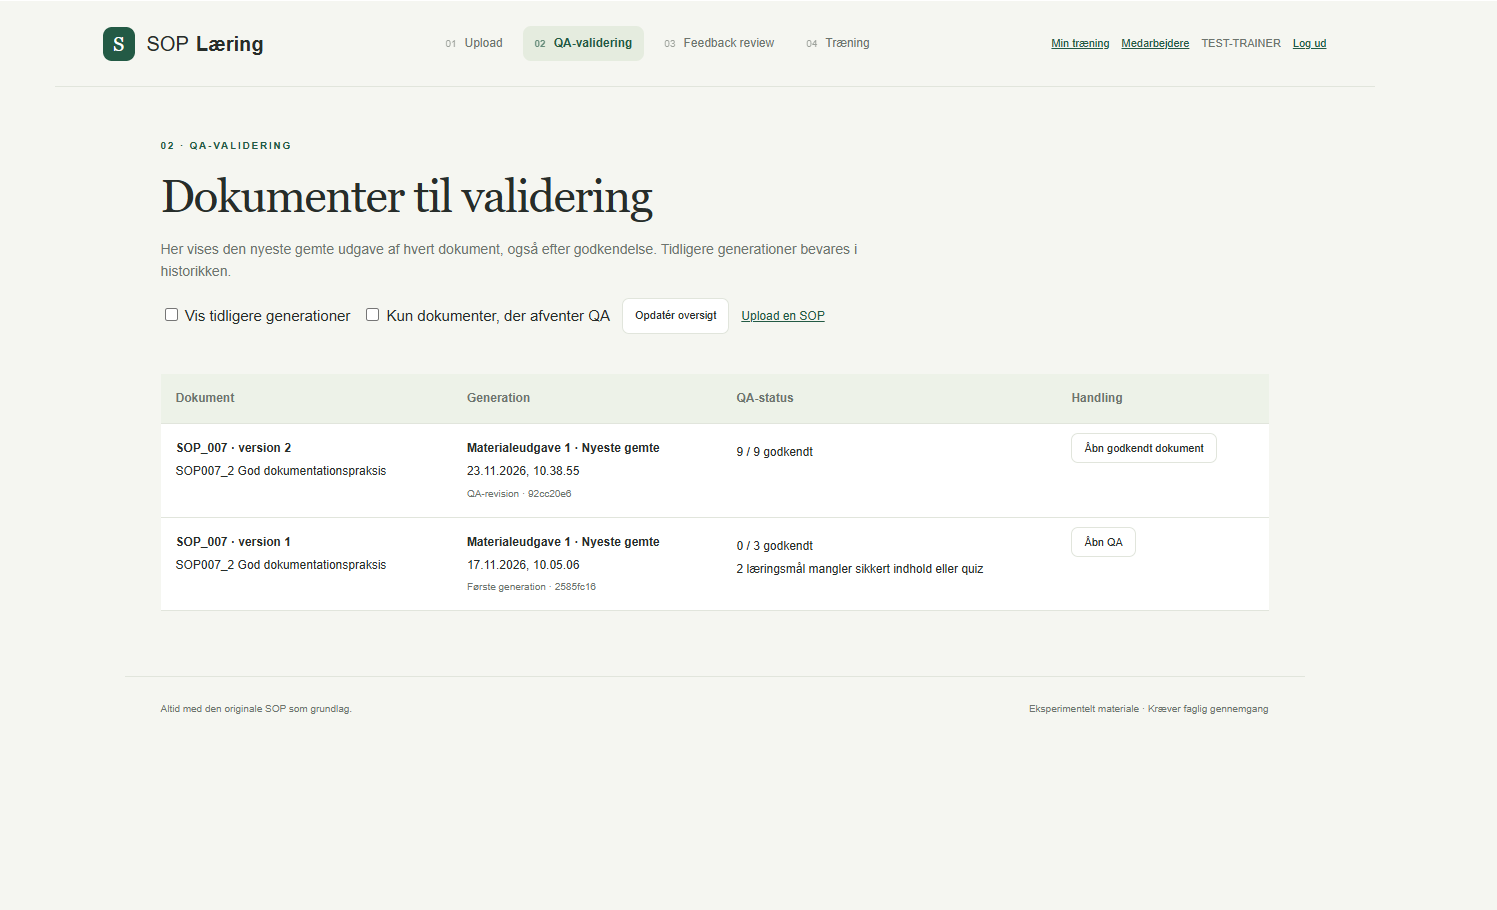 S SOP Læring
01 Upload 02 QA-validering 03 Feedback review 04 Træning
Min træning Medarbejdere TEST-TRAINER Log ud
02 · QA-VALIDERING
Dokumenter til validering
Her vises den nyeste gemte udgave af hvert dokument, også efter godkendelse. Tidligere generationer bevares i
historikken.
Vis tidligere generationer Kun dokumenter, der afventer QA Opdatér oversigt Upload en SOP
Dokument Generation QA-status Handling
SOP_007 · version 2 Materialeudgave 1 · Nyeste gemte 9 / 9 godkendt Åbn godkendt dokument
SOP007_2 God dokumentationspraksis 23.11.2026, 10.38.55
QA-revision · 92cc20e6
SOP_007 · version 1 Materialeudgave 1 · Nyeste gemte 0 / 3 godkendt Åbn QA
SOP007_2 God dokumentationspraksis 17.11.2026, 10.05.06 2 læringsmål mangler sikkert indhold eller quiz
Første generation · 2585fc16
Altid med den originale SOP som grundlag. Eksperimentelt materiale · Kræver faglig gennemgang